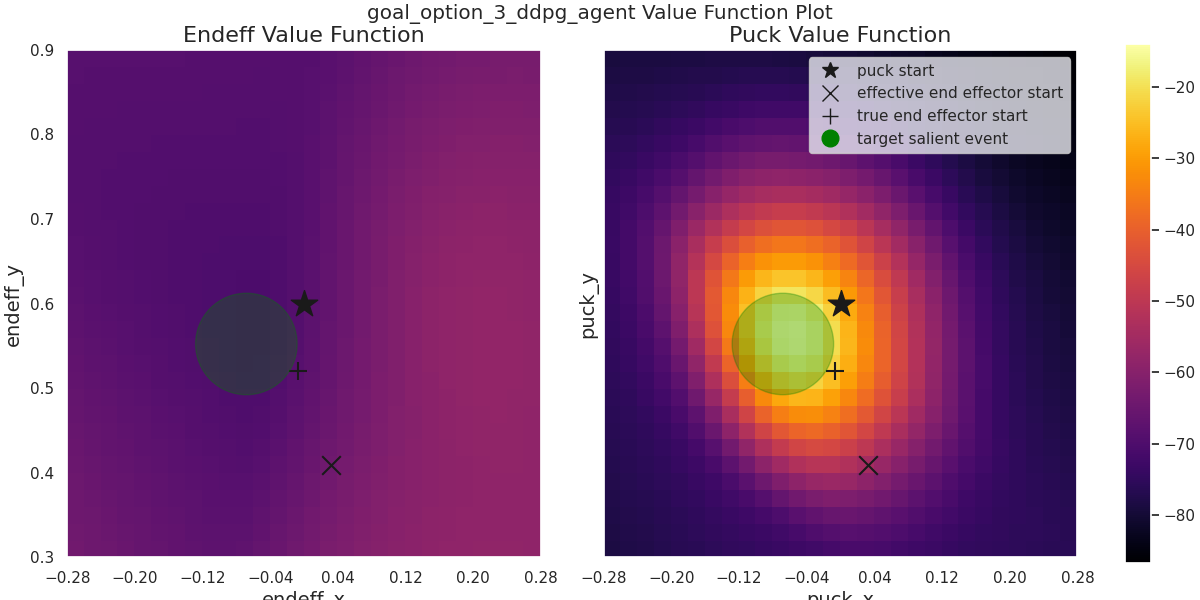 goal_option_3_ddpg_agent Value Function Plot
Endeff Value Function
Puck Value Function
endeff_y
0.9
0.8
0.7
0.6
0.5
0.4
0.3
−0.28 −0.20 −0.12 −0.04 0.04 0.12 0.20 0.28
endeff_x
puck_y
puck start
effective end effector start
true end effector start
target salient event
−0.28 −0.20 −0.12 −0.04 0.04 0.12 0.20 0.28
puck_x
−20
−30
−40
−50
−60
−70
−80